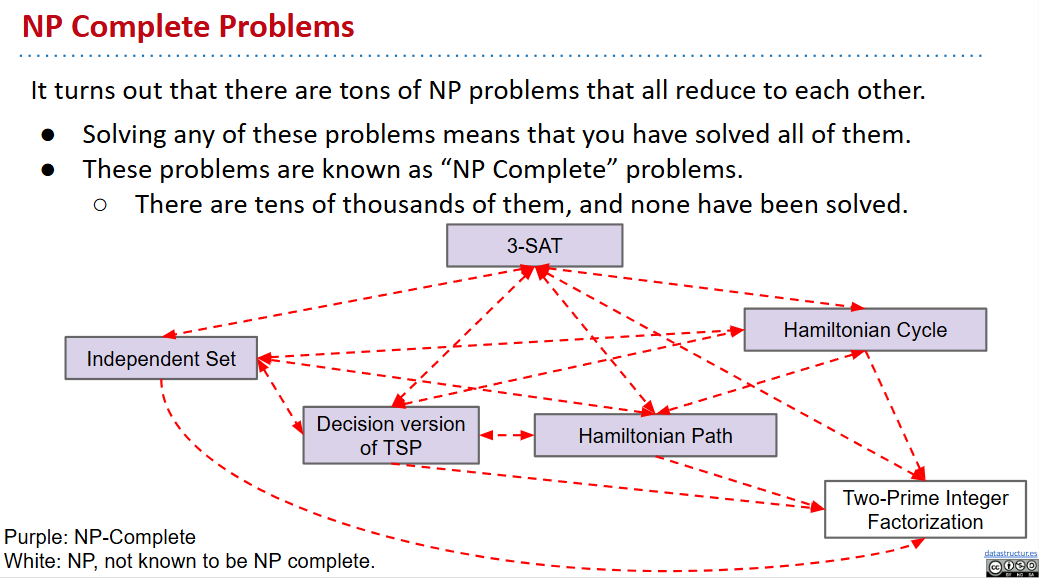 NP Complete Problems
It turns out that there are tons of NP problems that all reduce to each other.
● Solving any of these problems means that you have solved all of them.
● These problems are known as “NP Complete” problems.
○ There are tens of thousands of them, and none have been solved.
3-SAT
Hamiltonian Cycle
Independent Set
Decision version
of TSP
Hamiltonian Path
Two-Prime Integer
Factorization
Purple: NP-Complete
White: NP, not known to be NP complete.
datastructur.es
cc
BY NC SA